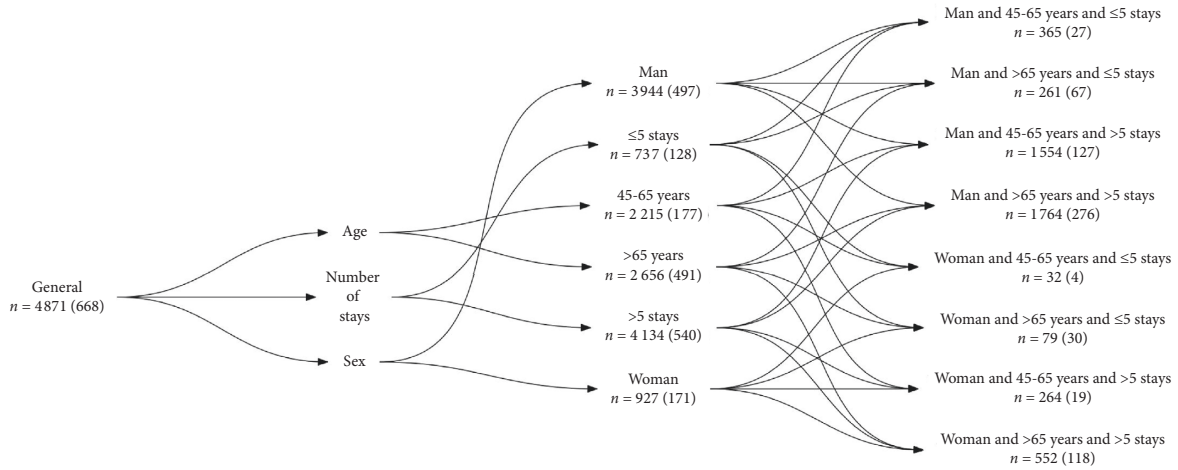 General
n = 4871 (668)
Age
Number
of
stays
Sex
Man
n = 3944 (497)
≤5 stays
n = 737 (128)
45-65 years
n = 2 215 (177)
>65 years
n = 2 656 (491)
>5 stays
n = 4 134 (540)
Woman
n = 927 (171)
Man and 45-65 years and ≤5 stays
n = 365 (27)
Man and >65 years and ≤5 stays
n = 261 (67)
Man and 45-65 years and >5 stays
n = 1 554 (127)
Man and >65 years and >5 stays
n = 1764 (276)
Woman and 45-65 years and ≤5 stays
n = 32 (4)
Woman and >65 years and ≤5 stays
n = 79 (30)
Woman and 45-65 years and >5 stays
n = 264 (19)
Woman and >65 years and >5 stays
n = 552 (118)